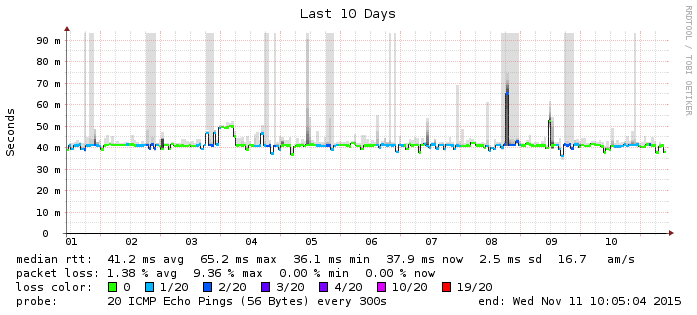 Last 10 Days
RRDTOOL / TOBI OETIKER
Seconds
90 m
80 m
70 m
60 m
50 m
40 m
30 m
20 m
10 m
0
01 02 03 04 05 06 07 08 09 10
median rtt: 41.2 ms avg 65.2 ms max 36.1 ms min 37.9 ms now 2.5 ms sd 16.7 am/s
packet loss: 1.38 % avg 9.36 % max 0.00 % min 0.00 % now
loss color: 0 1/20 2/20 3/20 4/20 10/20 19/20
probe: 20 ICMP Echo Pings (56 Bytes) every 300s end: Wed Nov 11 10:05:04 2015